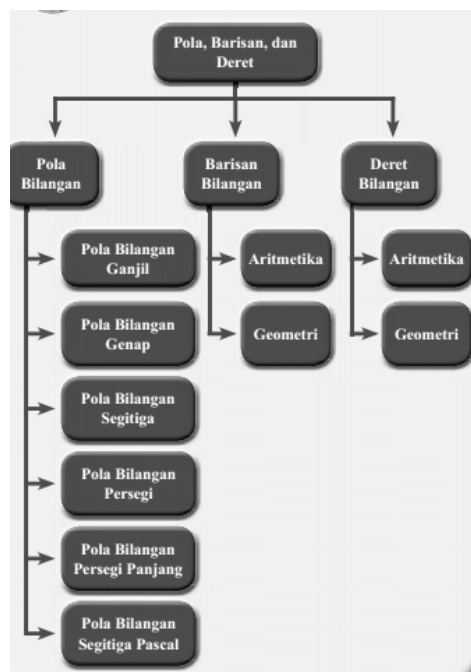 Pola, Barisan, dan
Deret
Pola
Bilangan
Barisan
Bilangan
Deret
Bilangan
Pola Bilangan
Ganjil
Pola Bilangan
Genap
Pola Bilangan
Segitiga
Pola Bilangan
Persegi
Pola Bilangan
Persegi Panjang
Pola Bilangan
Segitiga Pascal
Aritmetika
Geometri
Aritmetika
Geometri